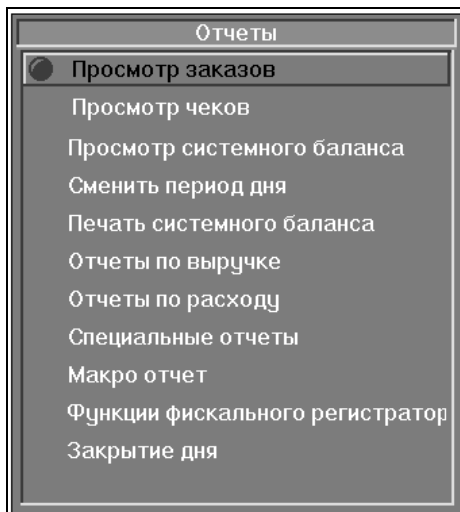 Отчеты
Просмотр заказов
Просмотр чеков
Просмотр системного баланса
Сменить период дня
Печать системного баланса
Отчеты по выручке
Отчеты по расходу
Специальные отчеты
Макро отчет
Функции фискального регистратор
Закрытие дня